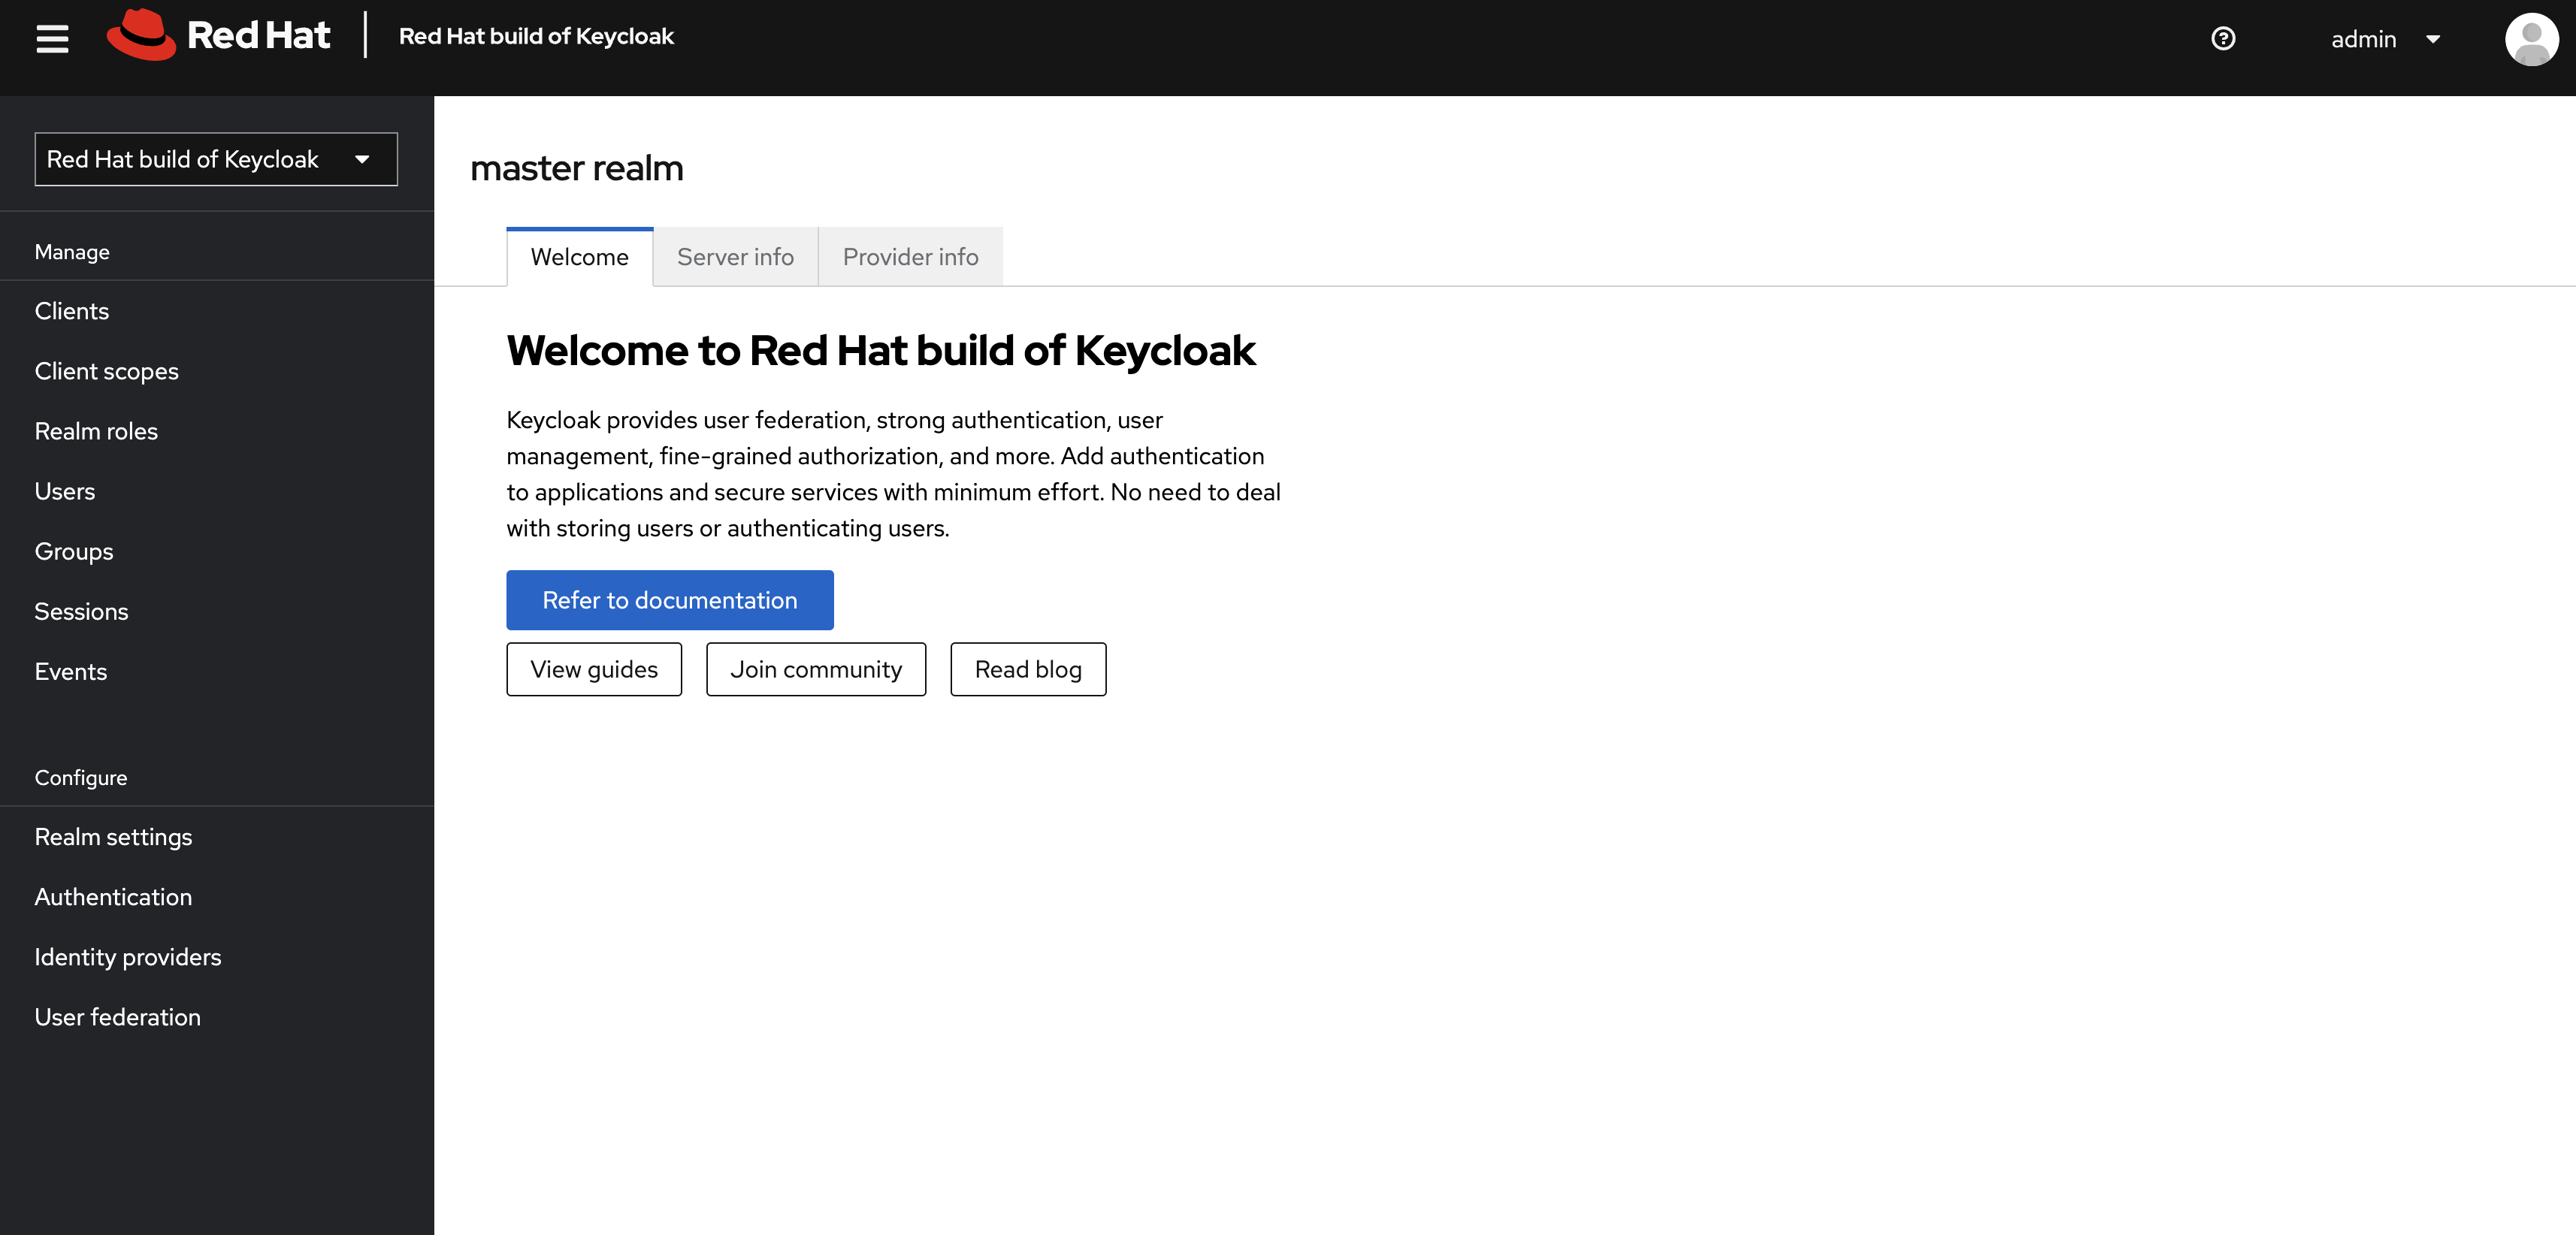 Red Hat
Red Hat build of Keycloak
admin
Red Hat build of Keycloak
Manage
Clients
Client scopes
Realm roles
Users
Groups
Sessions
Events
Configure
Realm settings
Authentication
Identity providers
User federation
master realm
Welcome
Server info
Provider info
Welcome to Red Hat build of Keycloak
Keycloak provides user federation, strong authentication, user
management, fine-grained authorization, and more. Add authentication
to applications and secure services with minimum effort. No need to deal
with storing users or authenticating users.
Refer to documentation
View guides
Join community
Read blog